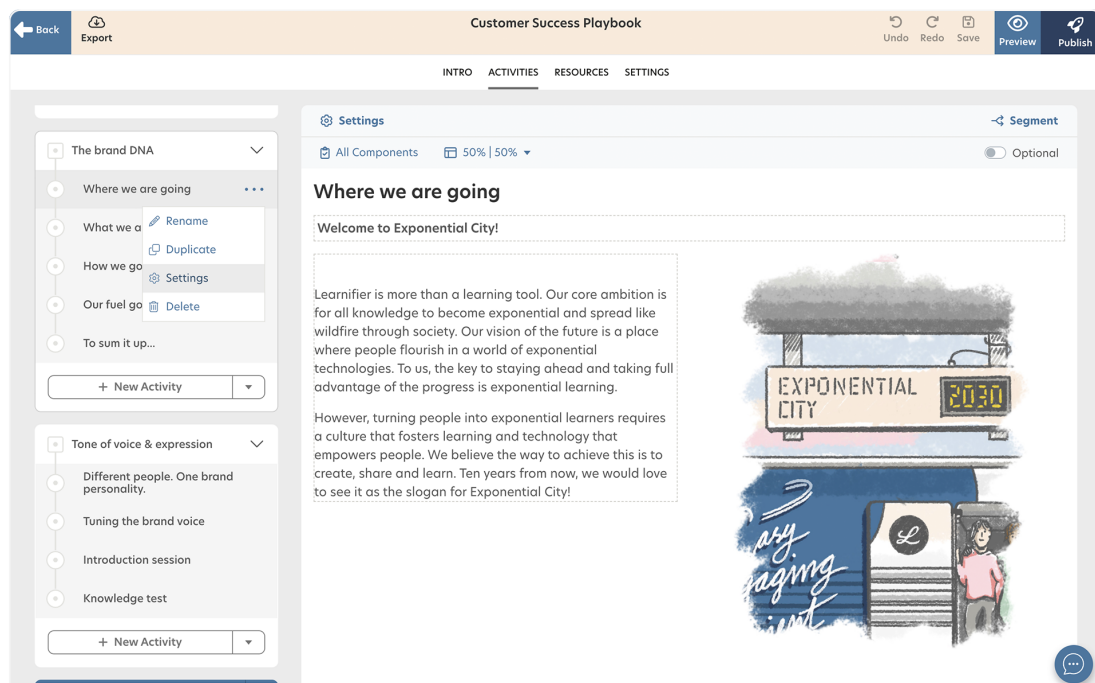 Back
Export
Customer Success Playbook
Undo
Redo
Save
Preview
Publish
INTRO
ACTIVITIES
RESOURCES
SETTINGS
The brand DNA
Where we are going
What we a
How we go
Our fuel go
To sum it up...
Rename
Duplicate
Settings
Delete
+ New Activity
Tone of voice & expression
Different people. One brand
personality.
Tuning the brand voice
Introduction session
Knowledge test
+ New Activity
Settings
Segment
All Components
50% | 50%
Optional
Where we are going
Welcome to Exponential City!
Learnifier is more than a learning tool. Our core ambition is
for all knowledge to become exponential and spread like
wildfire through society. Our vision of the future is a place
where people flourish in a world of exponential
technologies. To us, the key to staying ahead and taking full
advantage of the progress is exponential learning.
However, turning people into exponential learners requires
a culture that fosters learning and technology that
empowers people. We believe the way to achieve this is to
create, share and learn. Ten years from now, we would love
to see it as the slogan for Exponential City!
EXPONENTIAL
CITY
2030
asy
aging
ient
L